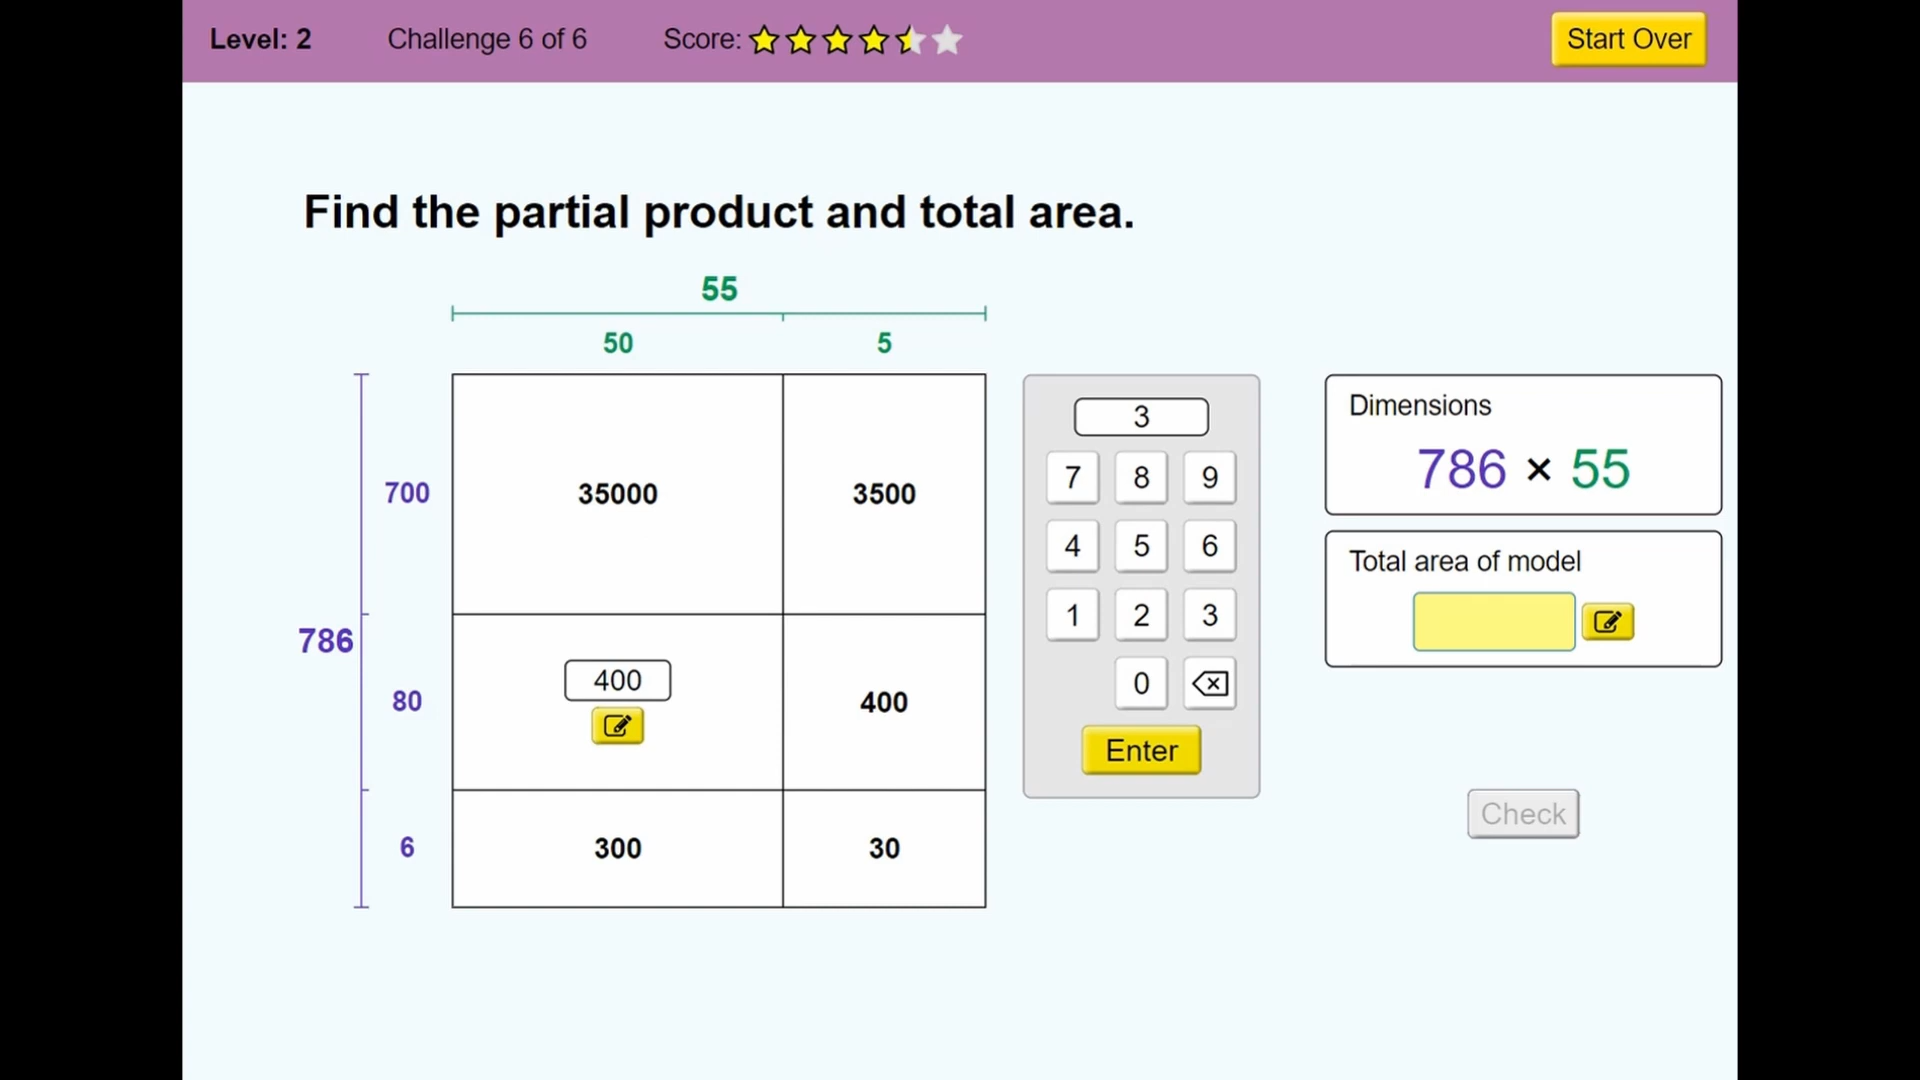 Level: 2 Challenge 6 of 6 Score: Start Over
Find the partial product and total area.
55
50 5
786
700 35000 3500
80 400 400
6 300 30
3
7 8 9
4 5 6
1 2 3
0
Enter
Dimensions
786 × 55
Total area of model
Check